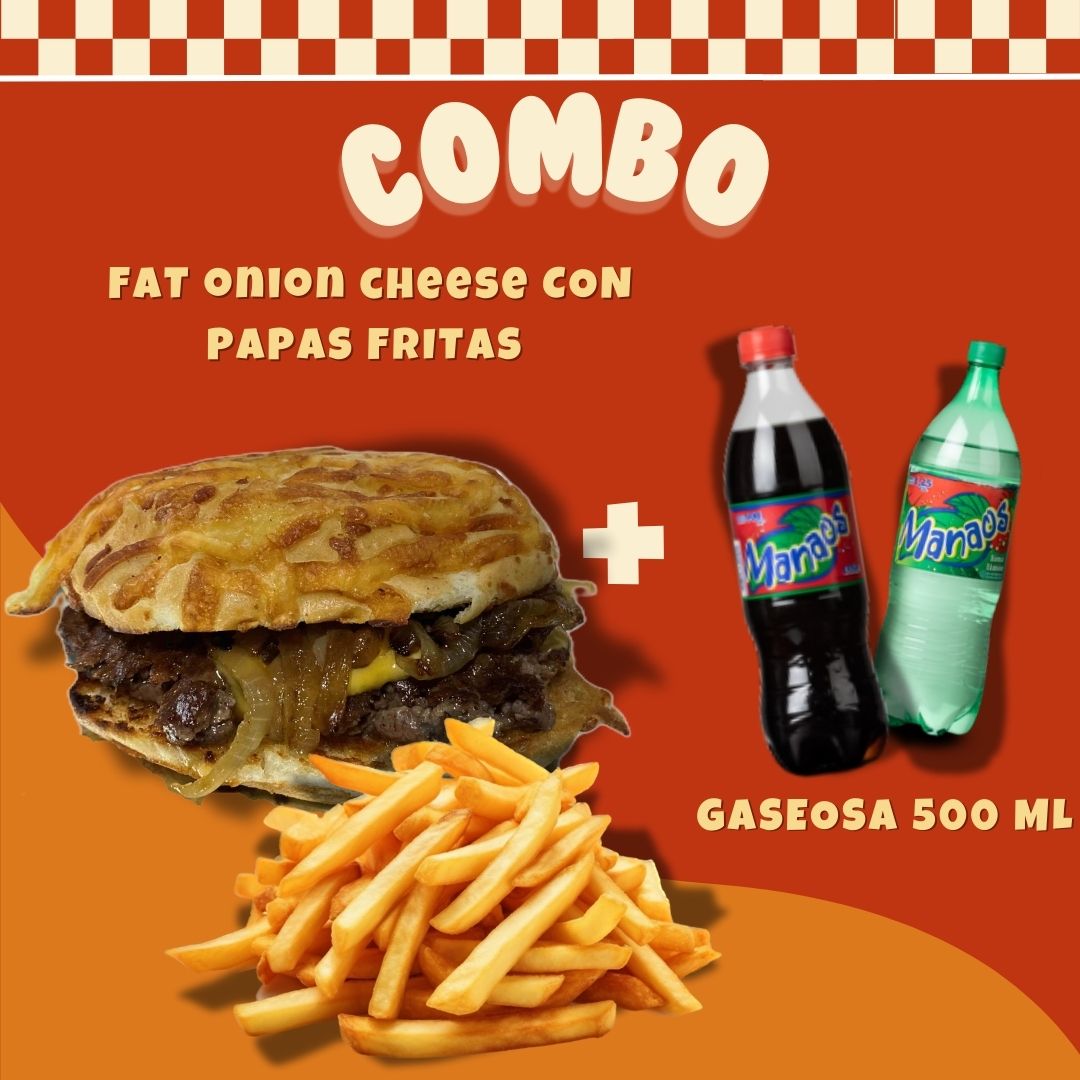 COMBO
FAT ONION CHEESE CON
PAPAS FRITAS
Manaos
Manaos
GASEOSA 500 ML